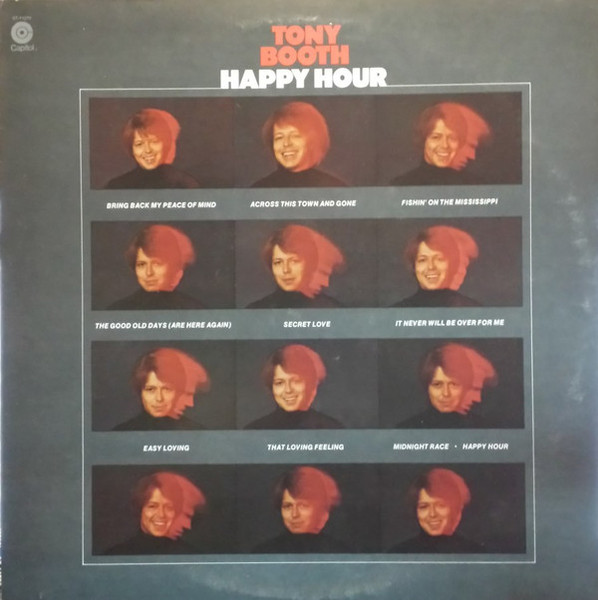 Capitol
TONY
BOOTH
HAPPY HOUR
BRING BACK MY PEACE OF MIND
ACROSS THIS TOWN AND GONE
FISHIN' ON THE MISSISSIPPI
THE GOOD OLD DAYS (ARE HERE AGAIN)
SECRET LOVE
IT NEVER WILL BE OVER FOR ME
EASY LOVING
THAT LOVING FEELING
MIDNIGHT RACE · HAPPY HOUR